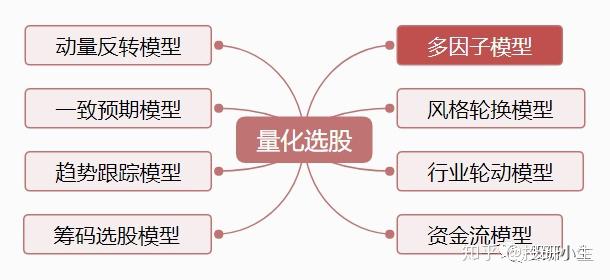 动量反转模型
多因子模型
一致预期模型
风格轮换模型
量化选股
趋势跟踪模型
行业轮动模型
筹码选股模型
资金流模型
知乎 @投研小生